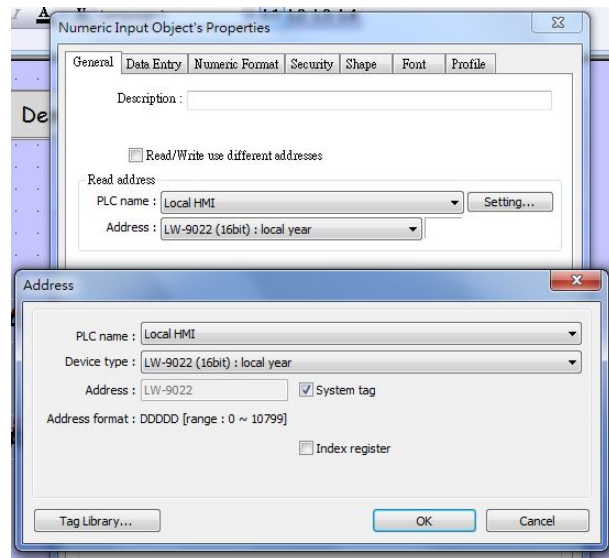 A
De
Numeric Input Object's Properties
General Data Entry Numeric Format Security Shape Font Profile
Description :
Read/Write use different addresses
Read address
PLC name : Local HMI Setting...
Address : LW-9022 (16bit) : local year
Address
PLC name : Local HMI
Device type : LW-9022 (16bit) : local year
Address : LW-9022 System tag
Address format : DDDDD [range : 0 ~ 10799]
Index register
Tag Library... OK Cancel